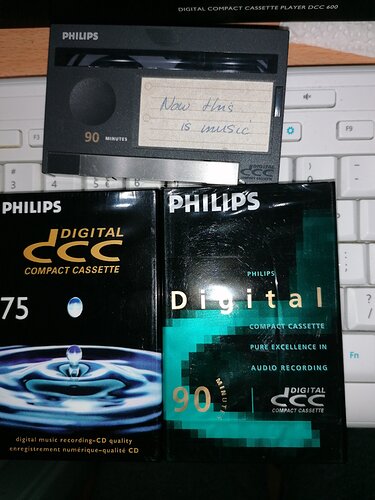 DIGITAL COMPACT CASSETTE PLAYER DCC 600
PHILIPS
Now this
is music
90 MINUTES
DIGITAL
dcc
F3
F9
PHILIPS
DIGITAL
dcc
COMPACT CASSETTE
75
digital music recording-CD quality
enregistrement numérique-qualité CD
PHILIPS
PHILIPS
Digital
COMPACT CASSETTE
PURE EXCELLENCE IN
AUDIO RECORDING
90 MINUTES
DIGITAL
dcc
COMPACT CASSETTE
Fn